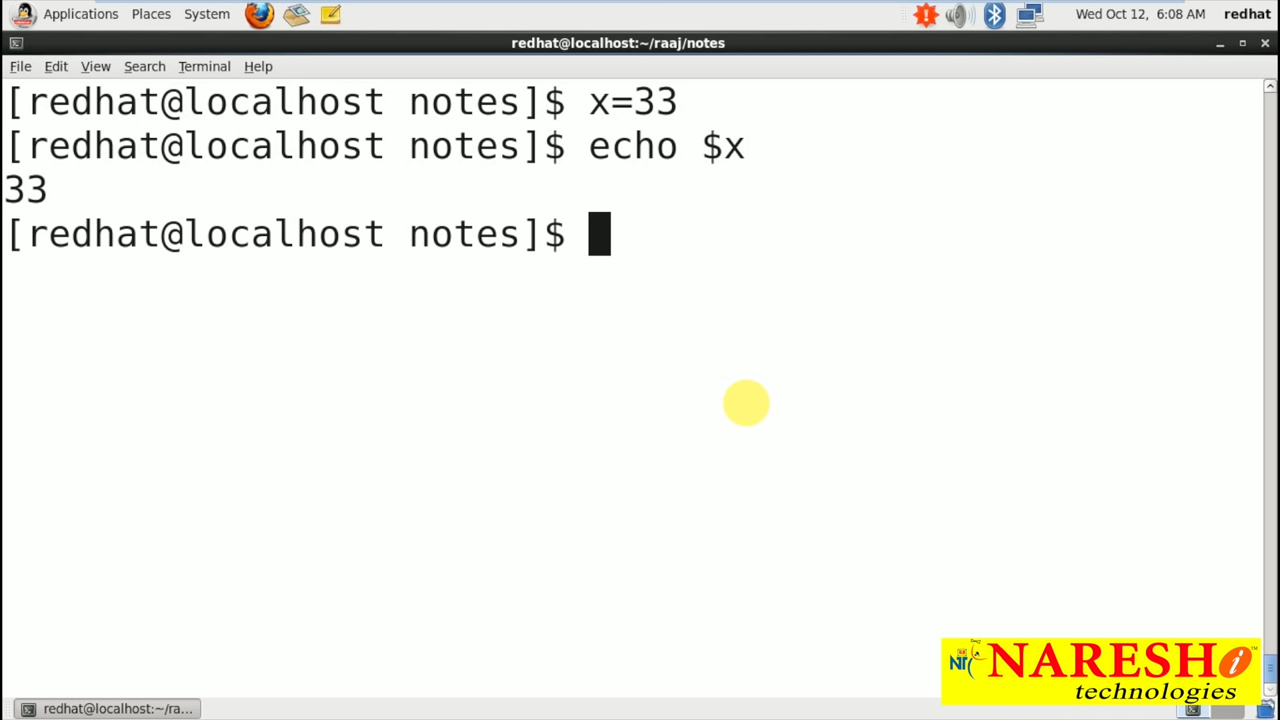 Applications Places System Wed Oct 12, 6:08 AM redhat
redhat@localhost:~/raaj/notes
File Edit View Search Terminal Help
[redhat@localhost notes]$ x=33
[redhat@localhost notes]$ echo $x
33
[redhat@localhost notes]$
NARESH i
technologies
redhat@localhost:~/ra...